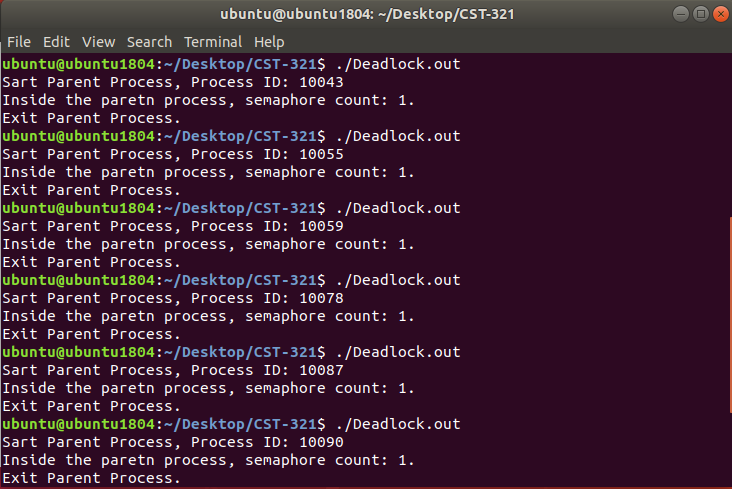 ubuntu@ubuntu1804: ~/Desktop/CST-321
File Edit View Search Terminal Help
ubuntu@ubuntu1804:~/Desktop/CST-321$ ./Deadlock.out
Sart Parent Process, Process ID: 10043
Inside the paretn process, semaphore count: 1.
Exit Parent Process.
ubuntu@ubuntu1804:~/Desktop/CST-321$ ./Deadlock.out
Sart Parent Process, Process ID: 10055
Inside the paretn process, semaphore count: 1.
Exit Parent Process.
ubuntu@ubuntu1804:~/Desktop/CST-321$ ./Deadlock.out
Sart Parent Process, Process ID: 10059
Inside the paretn process, semaphore count: 1.
Exit Parent Process.
ubuntu@ubuntu1804:~/Desktop/CST-321$ ./Deadlock.out
Sart Parent Process, Process ID: 10078
Inside the paretn process, semaphore count: 1.
Exit Parent Process.
ubuntu@ubuntu1804:~/Desktop/CST-321$ ./Deadlock.out
Sart Parent Process, Process ID: 10087
Inside the paretn process, semaphore count: 1.
Exit Parent Process.
ubuntu@ubuntu1804:~/Desktop/CST-321$ ./Deadlock.out
Sart Parent Process, Process ID: 10090
Inside the paretn process, semaphore count: 1.
Exit Parent Process.